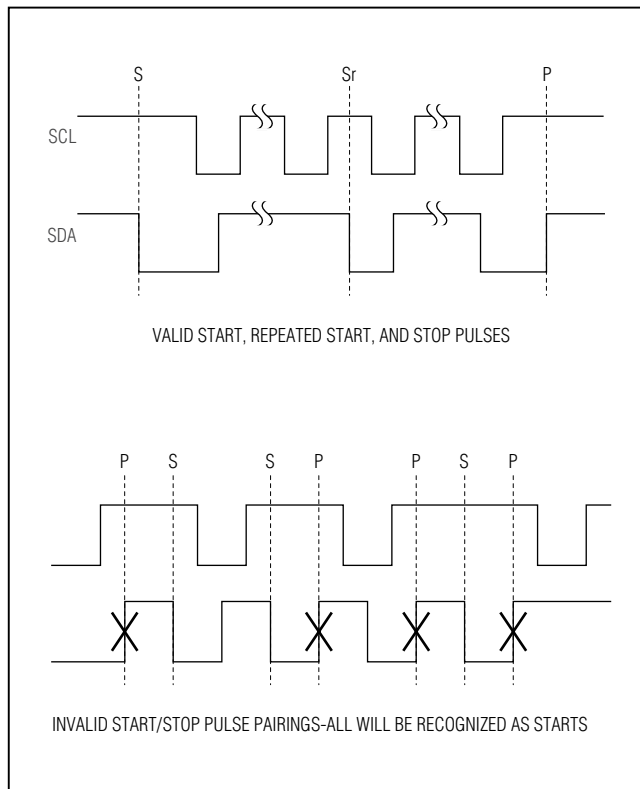 S Sr P
SCL
SDA
VALID START, REPEATED START, AND STOP PULSES
P S S P P S P
INVALID START/STOP PULSE PAIRINGS-ALL WILL BE RECOGNIZED AS STARTS